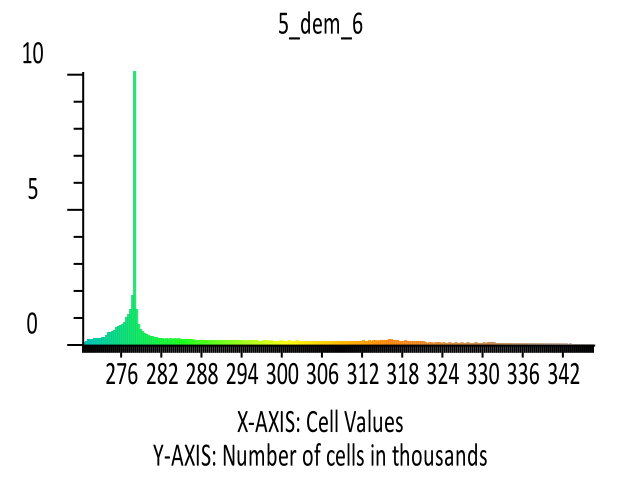 5_dem_6
10
5
0
276 282 288 294 300 306 312 318 324 330 336 342
X-AXIS: Cell Values
Y-AXIS: Number of cells in thousands